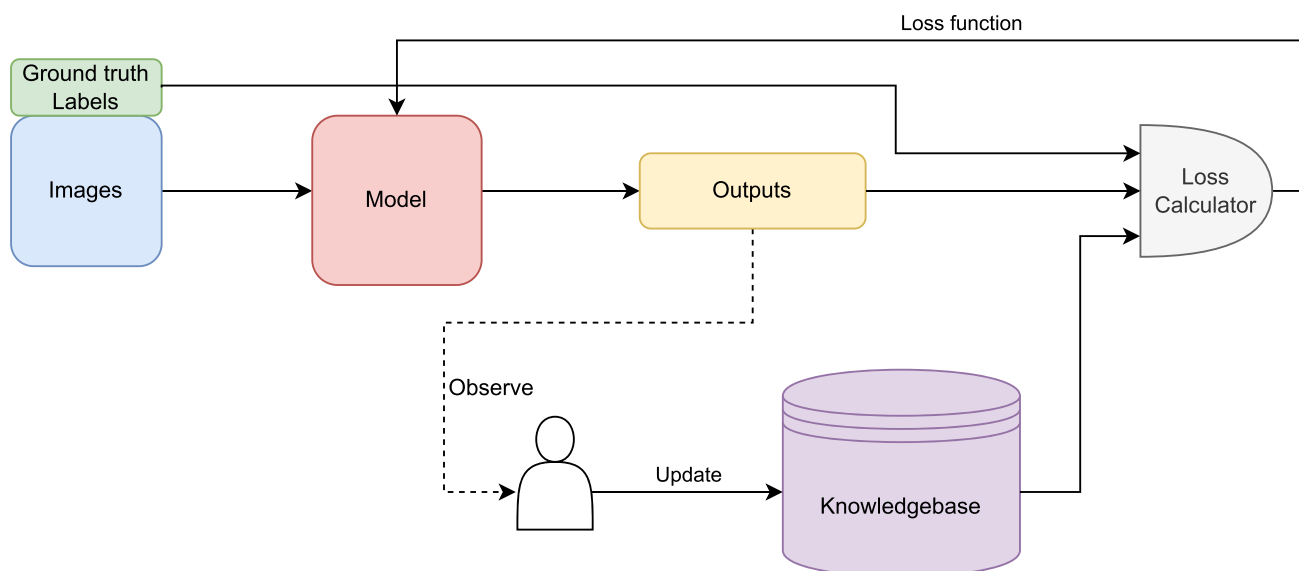 Loss function
Ground truth
Labels
Images
Model
Outputs
Loss
Calculator
Observe
Update
Knowledgebase